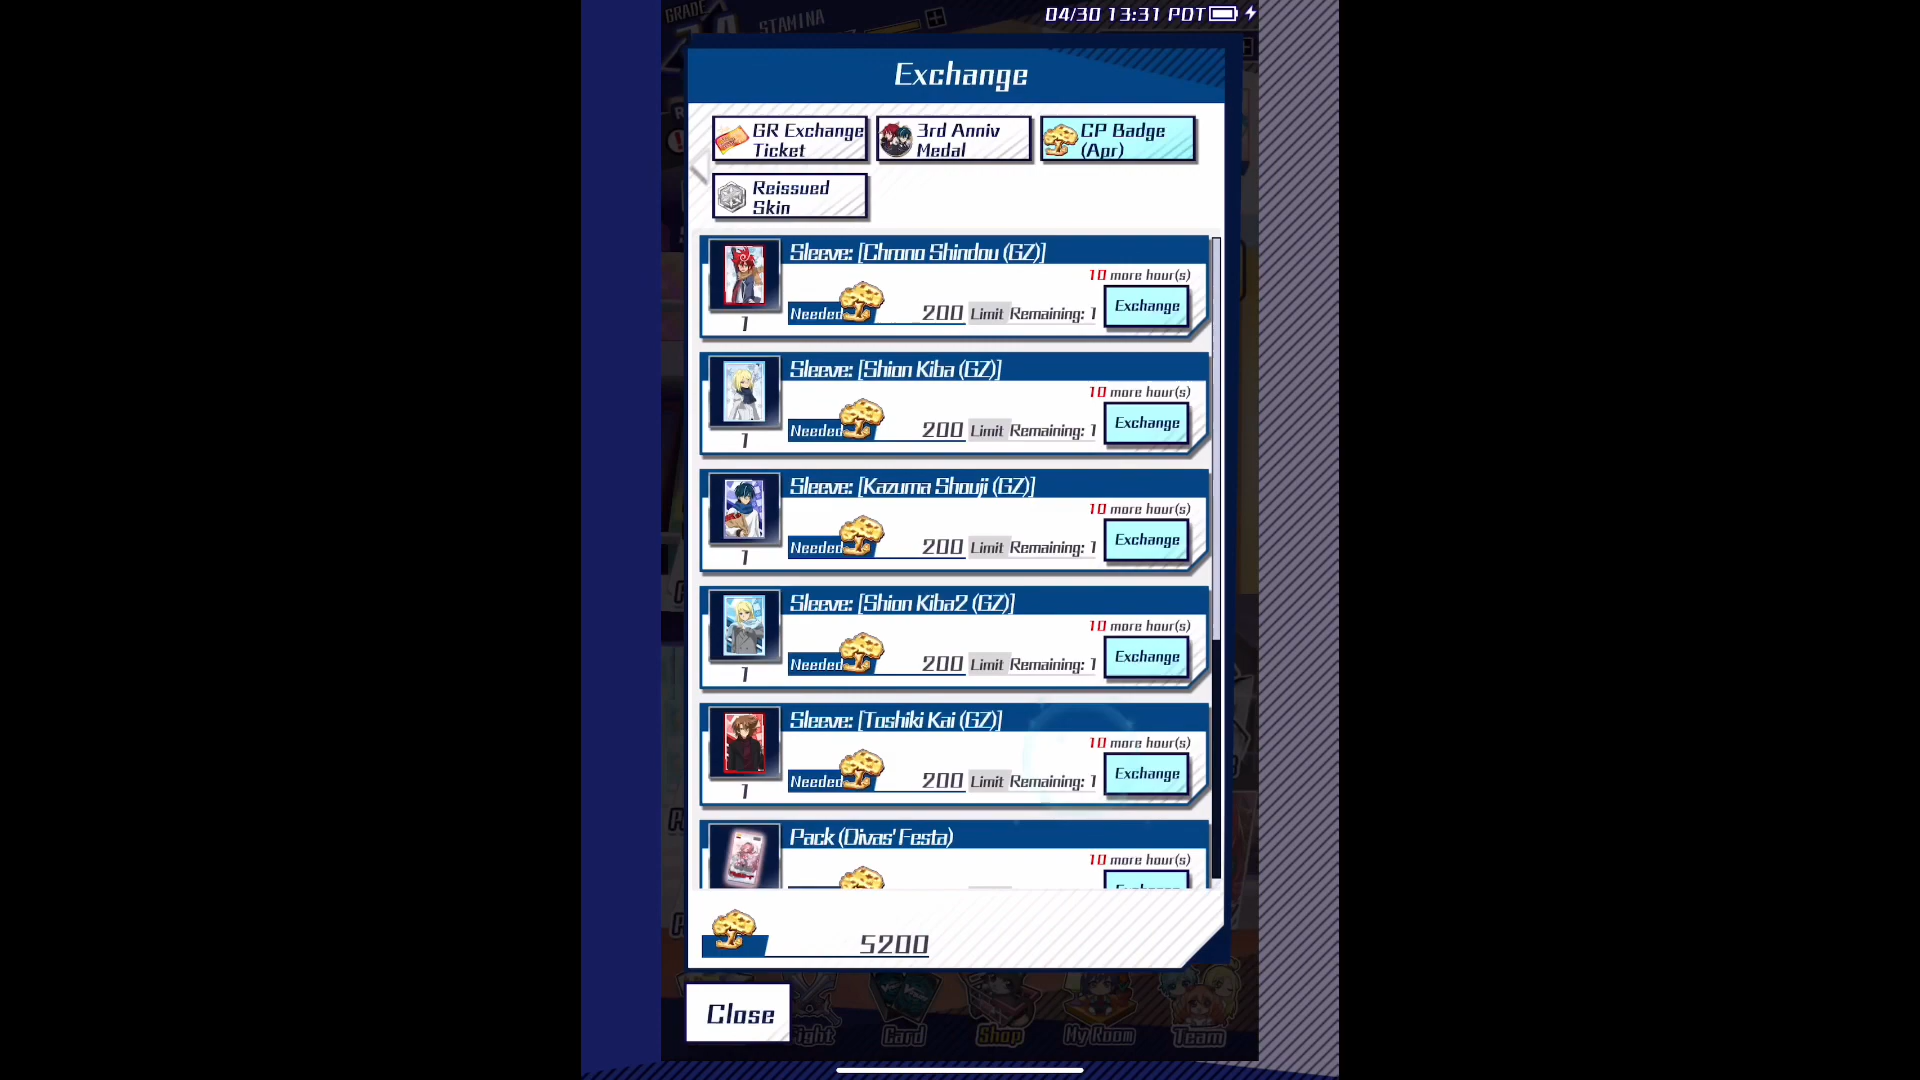 GRADE
STAMINA
04/30 13:31 PDT
Exchange
GR Exchange
Ticket
3rd Anniv
Medal
CP Badge
(Apr)
Reissued
Skin
Sleeve: [Chrono Shindou (GZ)]
10 more hour(s)
1
Needed 200 Limit Remaining: 1 Exchange
Sleeve: [Shion Kiba (GZ)]
10 more hour(s)
1
Needed 200 Limit Remaining: 1 Exchange
Sleeve: [Kazuma Shouji (GZ)]
10 more hour(s)
1
Needed 200 Limit Remaining: 1 Exchange
Sleeve: [Shion Kiba2 (GZ)]
10 more hour(s)
1
Needed 200 Limit Remaining: 1 Exchange
Sleeve: [Toshiki Kai (GZ)]
10 more hour(s)
1
Needed 200 Limit Remaining: 1 Exchange
Pack (Divas' Festa)
10 more hour(s)
5200
Close
Card
Shop
My Room
Team